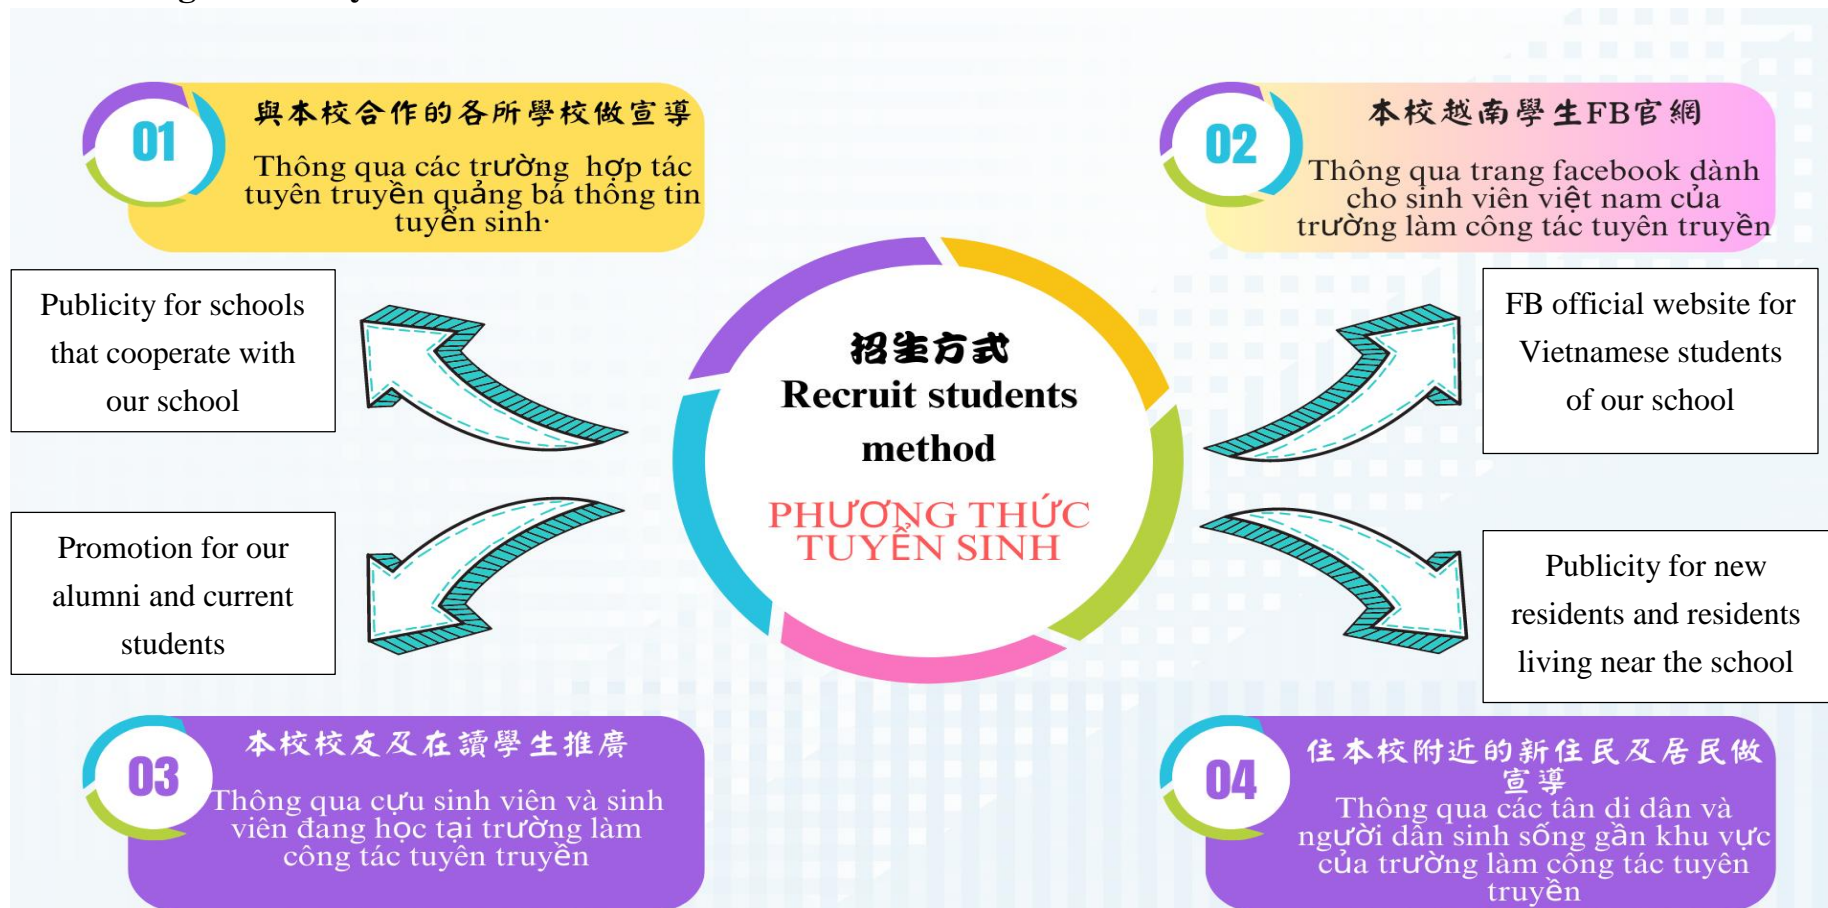 01
與本校合作的各所學校做宣導
Thông qua các trường hợp tác
tuyên truyền quảng bá thông tin
tuyển sinh·
02
本校越南學生FB官網
Thông qua trang facebook dành
cho sinh viên việt nam của
trường làm công tác tuyên truyền
Publicity for schools
that cooperate with
our school
FB official website for
Vietnamese students
of our school
招生方式
Recruit students
method
PHƯƠNG THỨC
TUYỂN SINH
Promotion for our
alumni and current
students
Publicity for new
residents and residents
living near the school
03
本校校友及在讀學生推廣
Thông qua cựu sinh viên và sinh
viên đang học tại trường làm
công tác tuyên truyền
04
住本校附近的新住民及居民做
宣導
Thông qua các tân di dân và
người dân sinh sống gần khu vực
của trường làm công tác tuyên
truyền